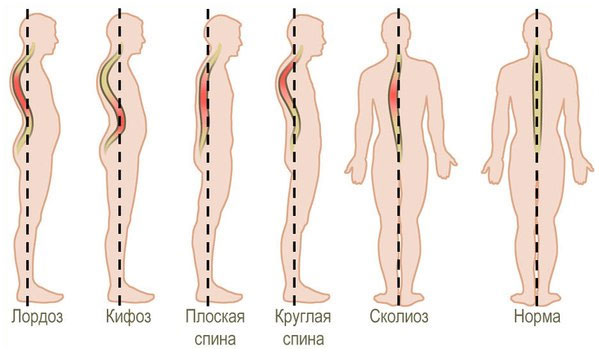 Лордоз
Кифоз
Плоская
спина
Круглая
спина
Сколиоз
Норма